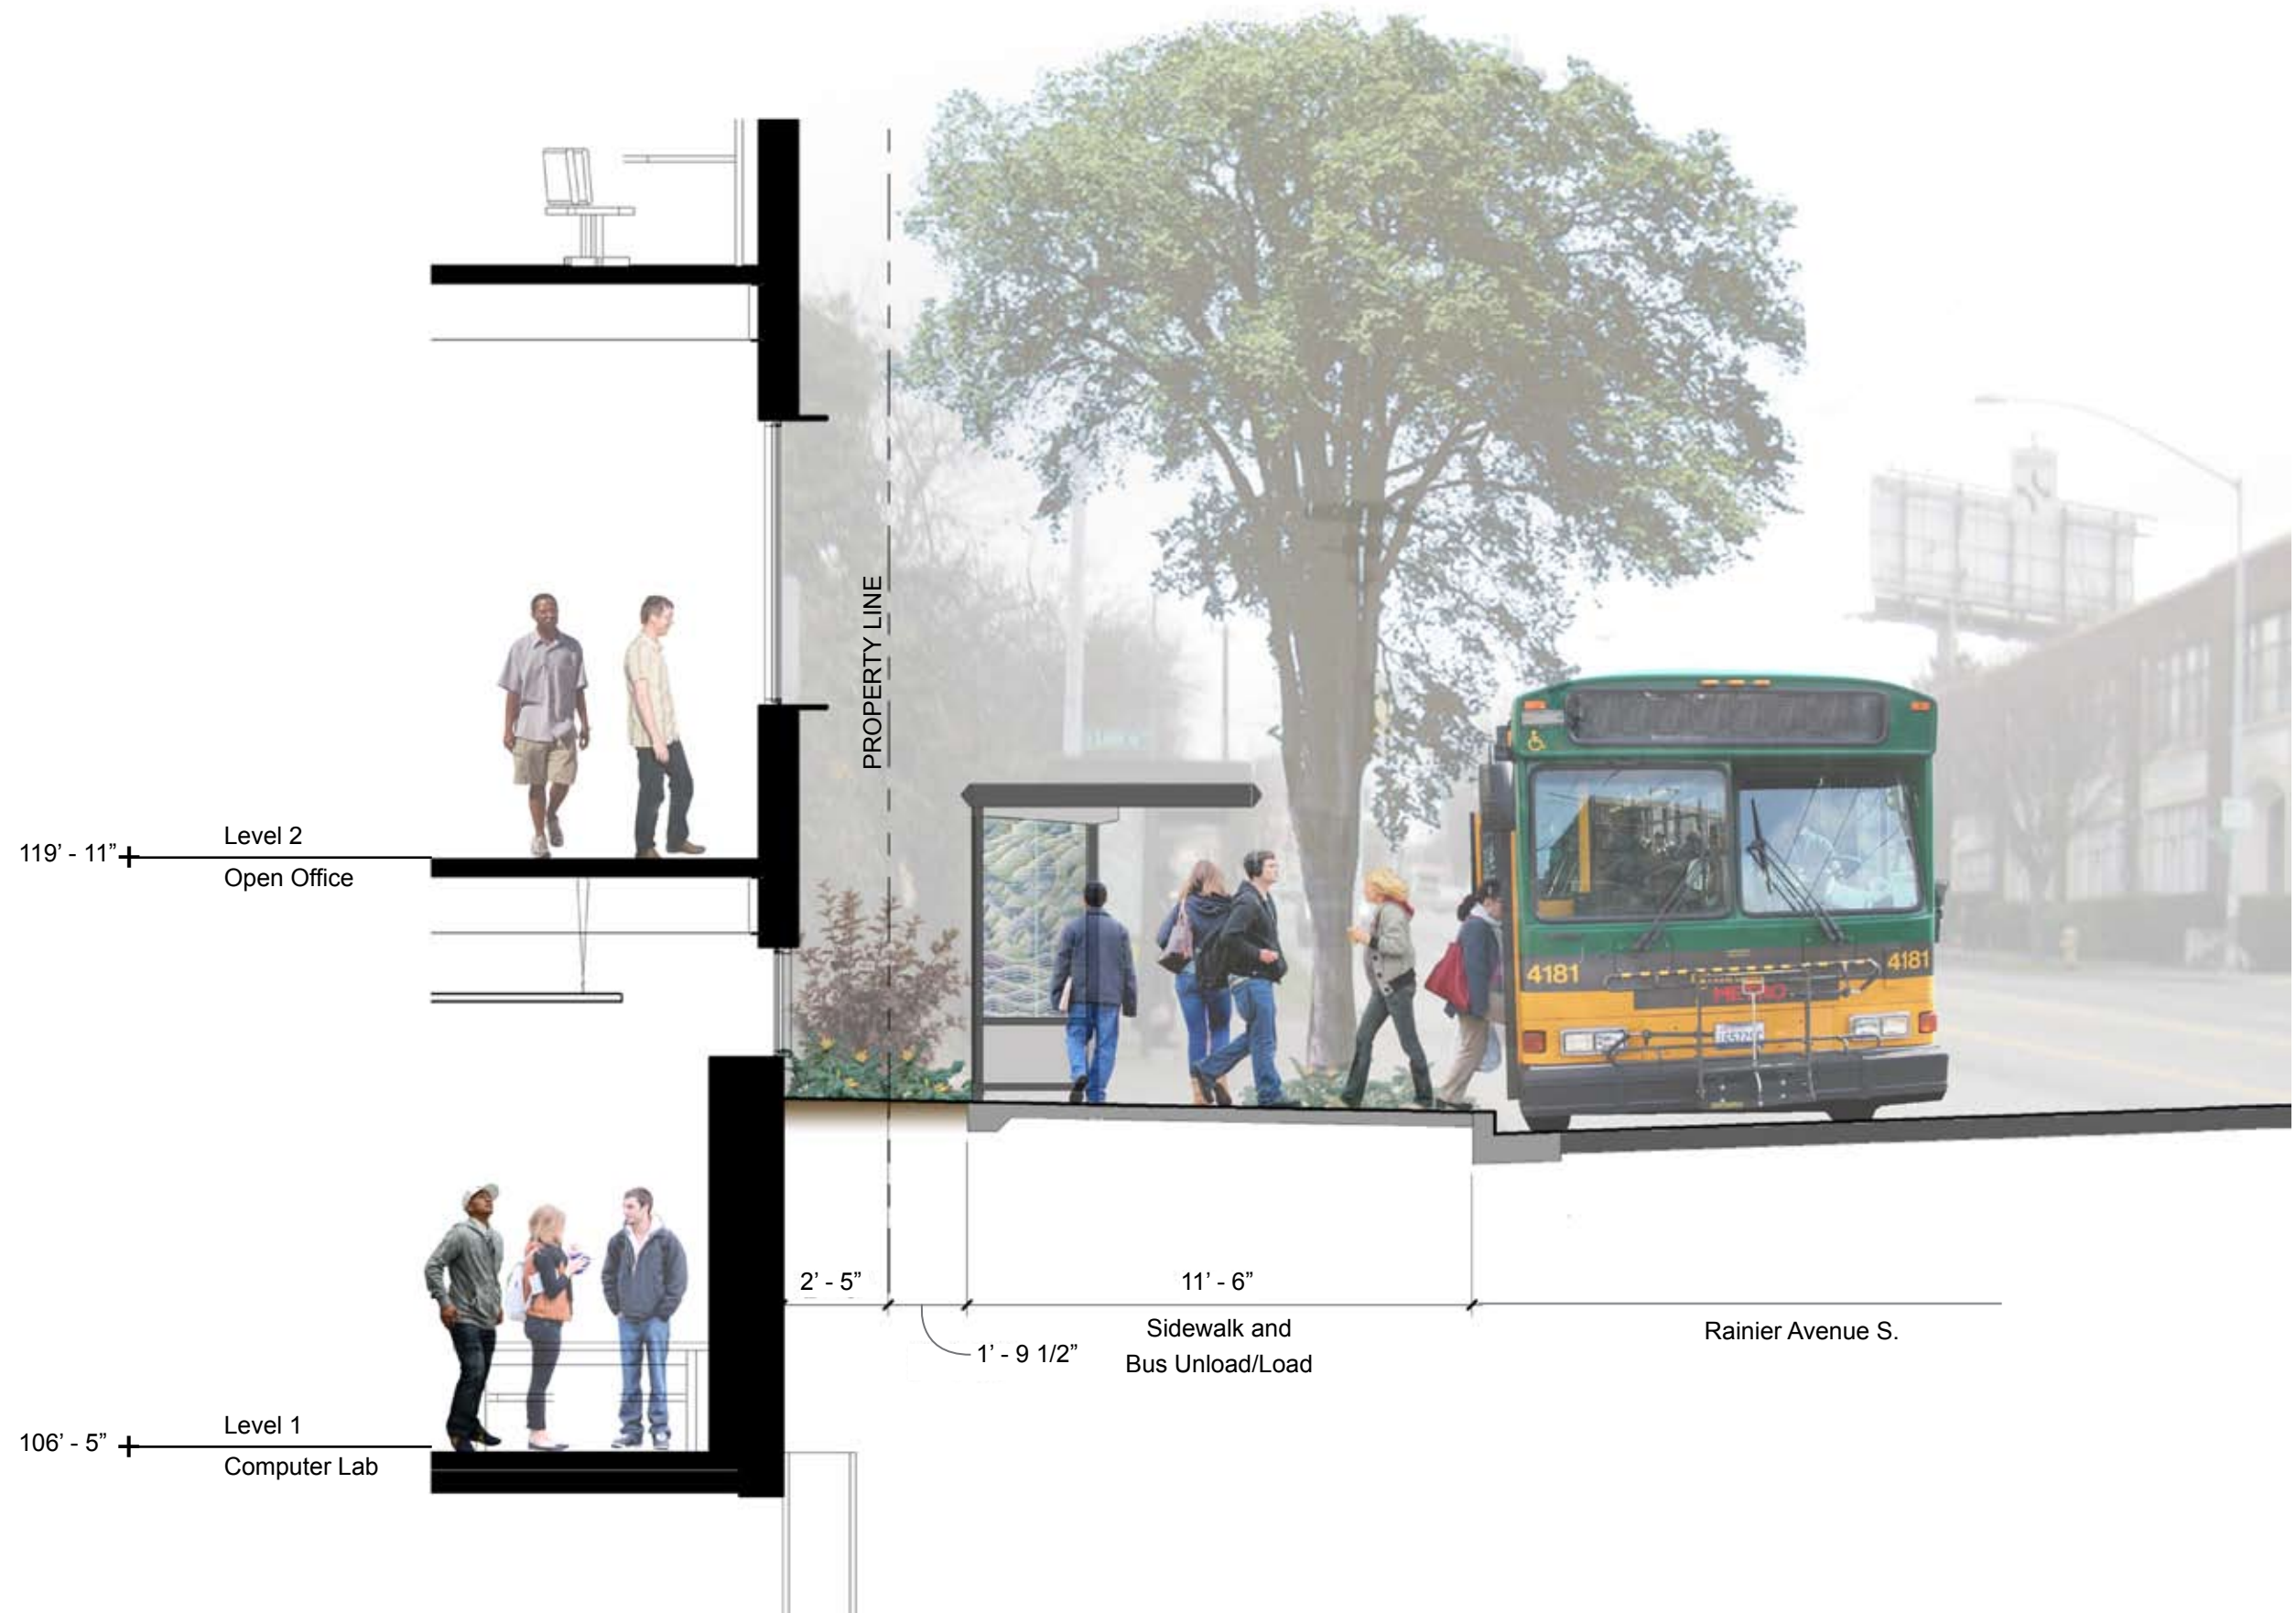 PROPERTY LINE
119’ - 11”
Level 2
Open Office
4181
4181
METRO
2’ - 5”
11’ - 6”
1’ - 9 1/2”
Sidewalk and
Bus Unload/Load
Rainier Avenue S.
106’ - 5”
Level 1
Computer Lab